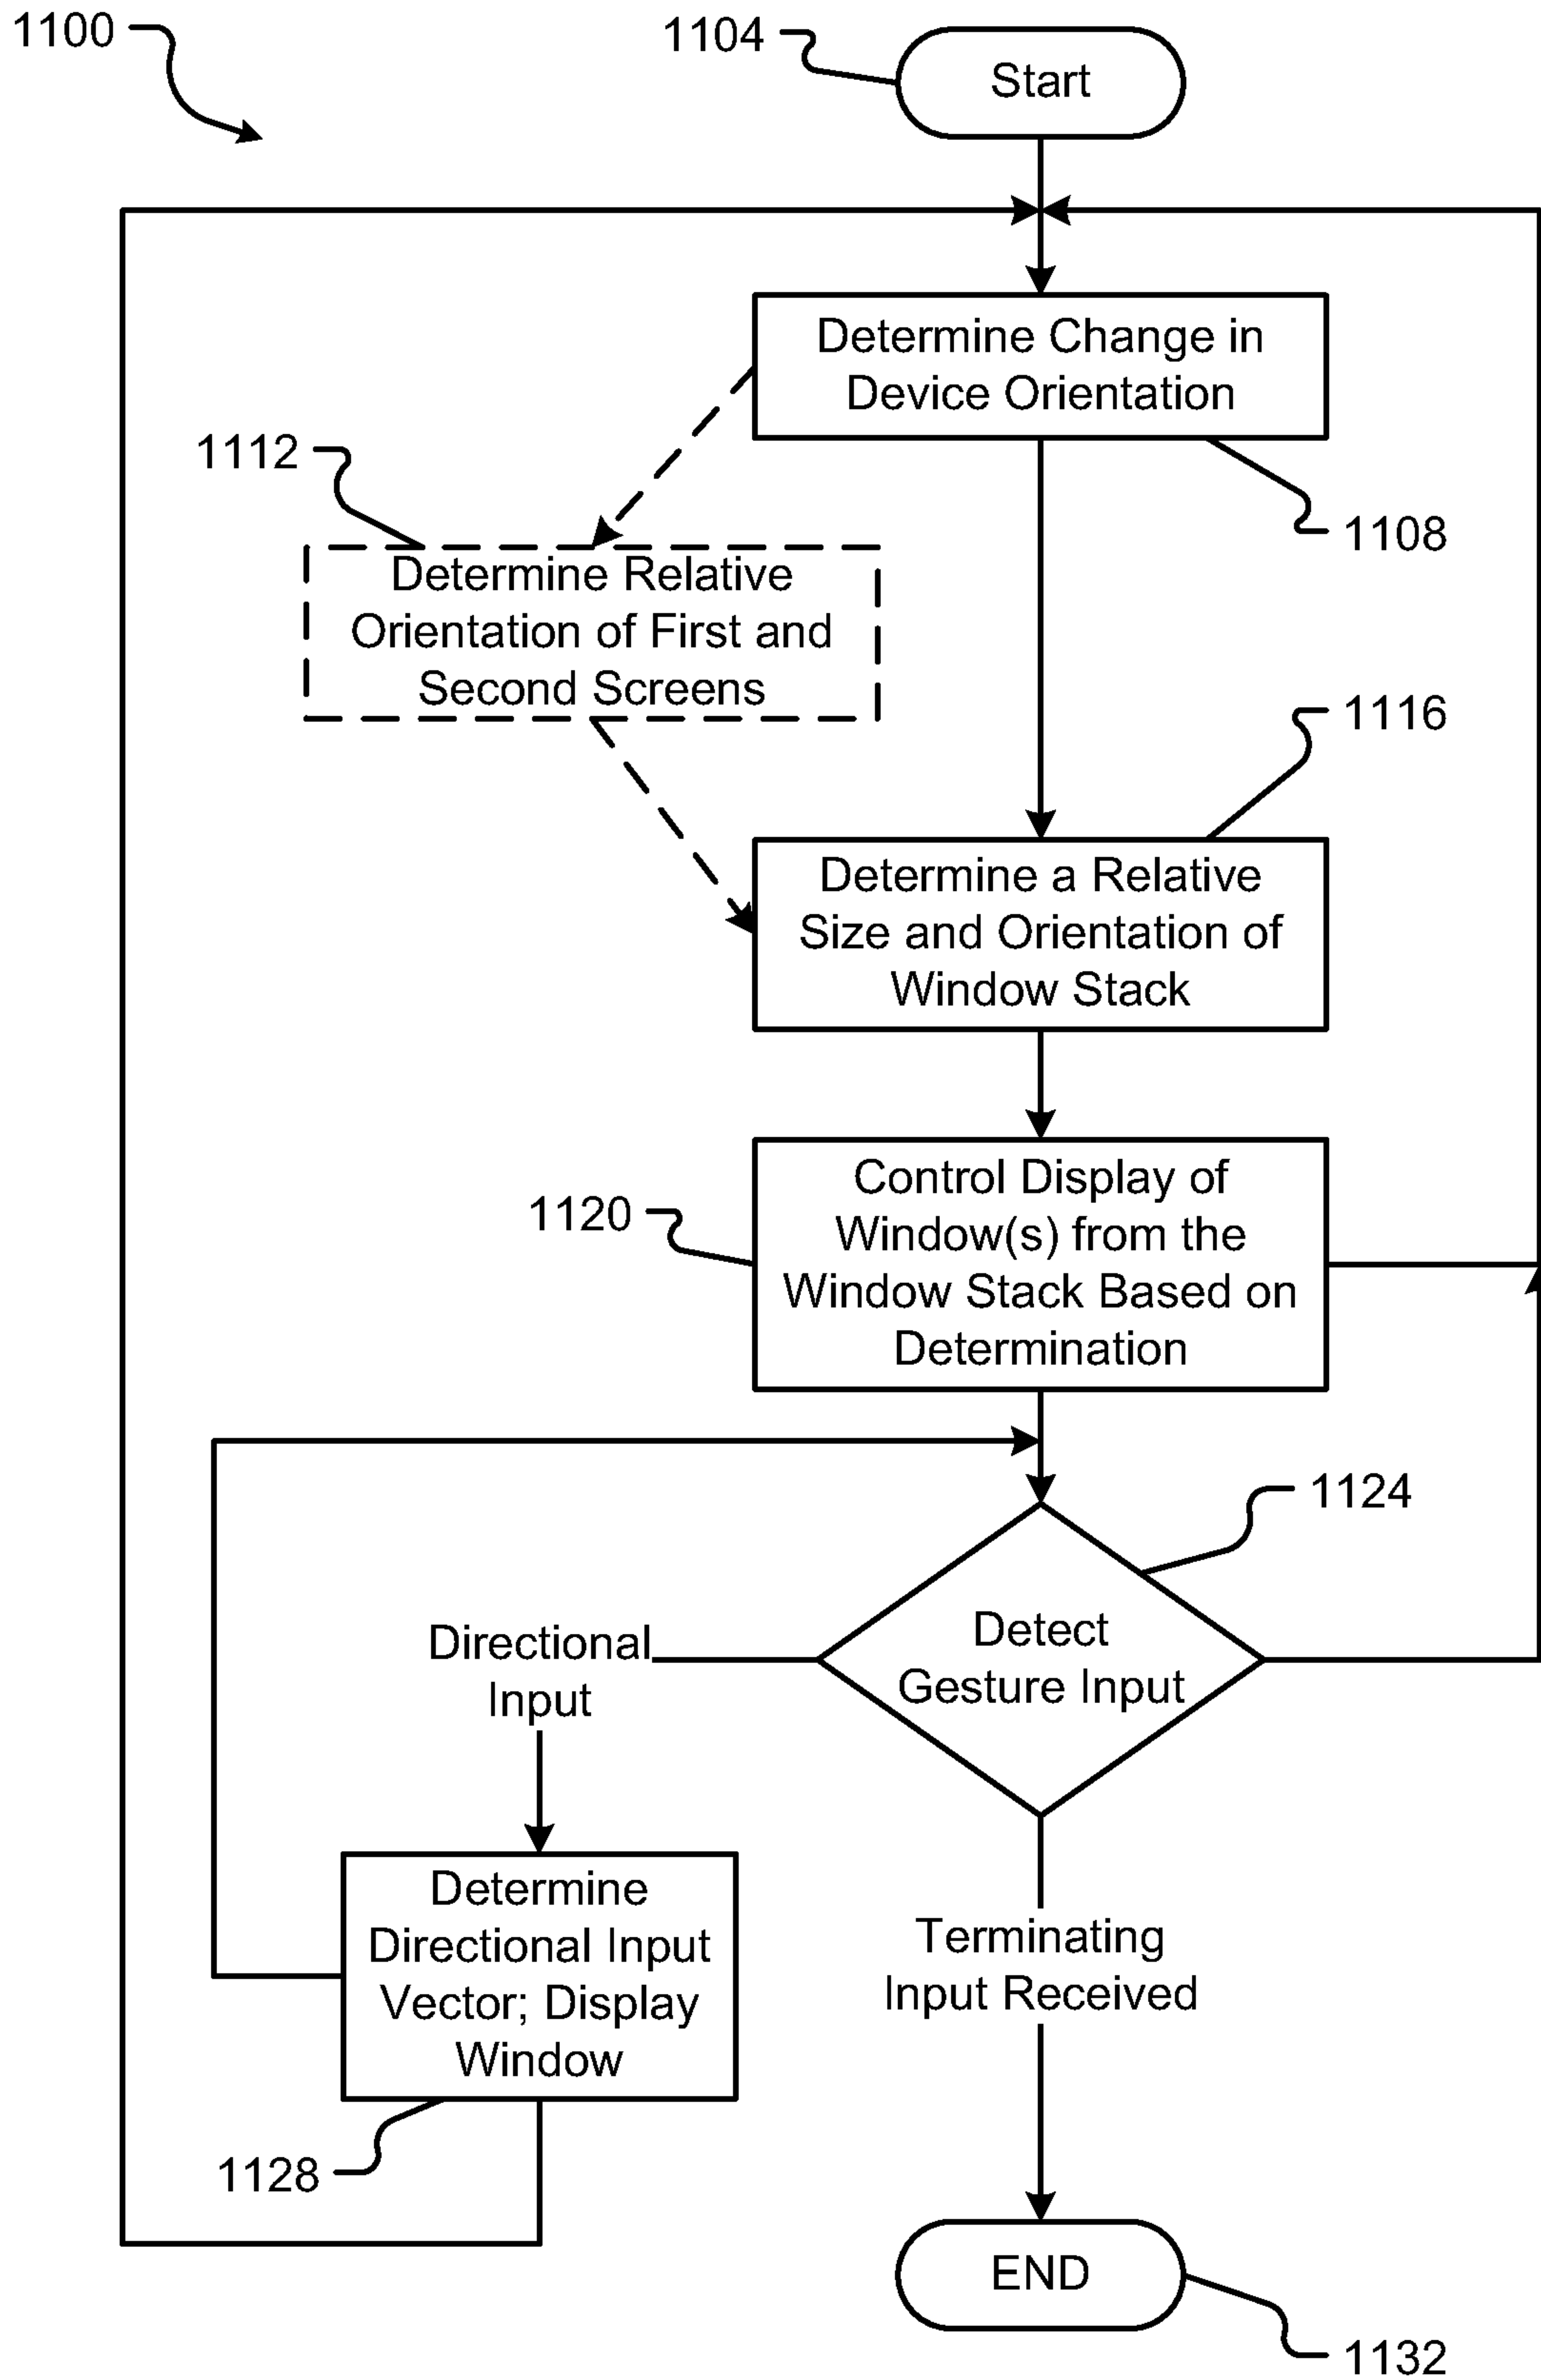 1100
1104
Start
Determine Change in
Device Orientation
1112
1108
Determine Relative
Orientation of First and
Second Screens
1116
Determine a Relative
Size and Orientation of
Window Stack
1120
Control Display of
Window(s) from the
Window Stack Based on
Determination
1124
Detect
Gesture Input
Directional
Input
Determine
Directional Input
Vector; Display
Window
Terminating
Input Received
1128
END
1132